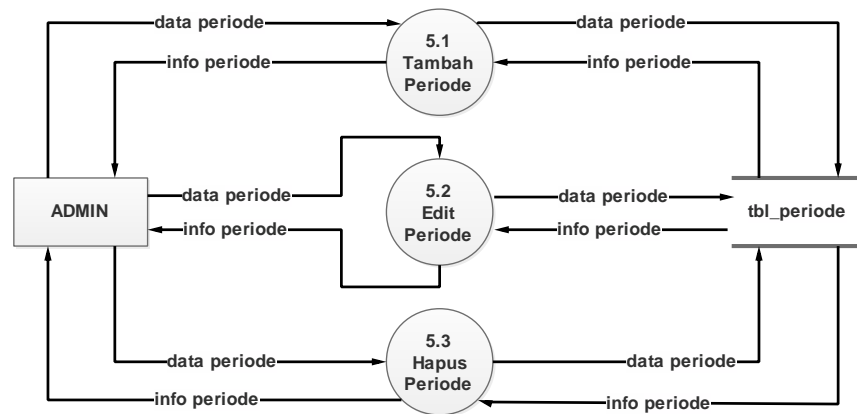 data periode
5.1
Tambah
Periode
data periode
info periode
info periode
ADMIN
data periode
info periode
5.2
Edit
Periode
data periode
info periode
tbl_periode
data periode
5.3
Hapus
Periode
data periode
info periode
info periode